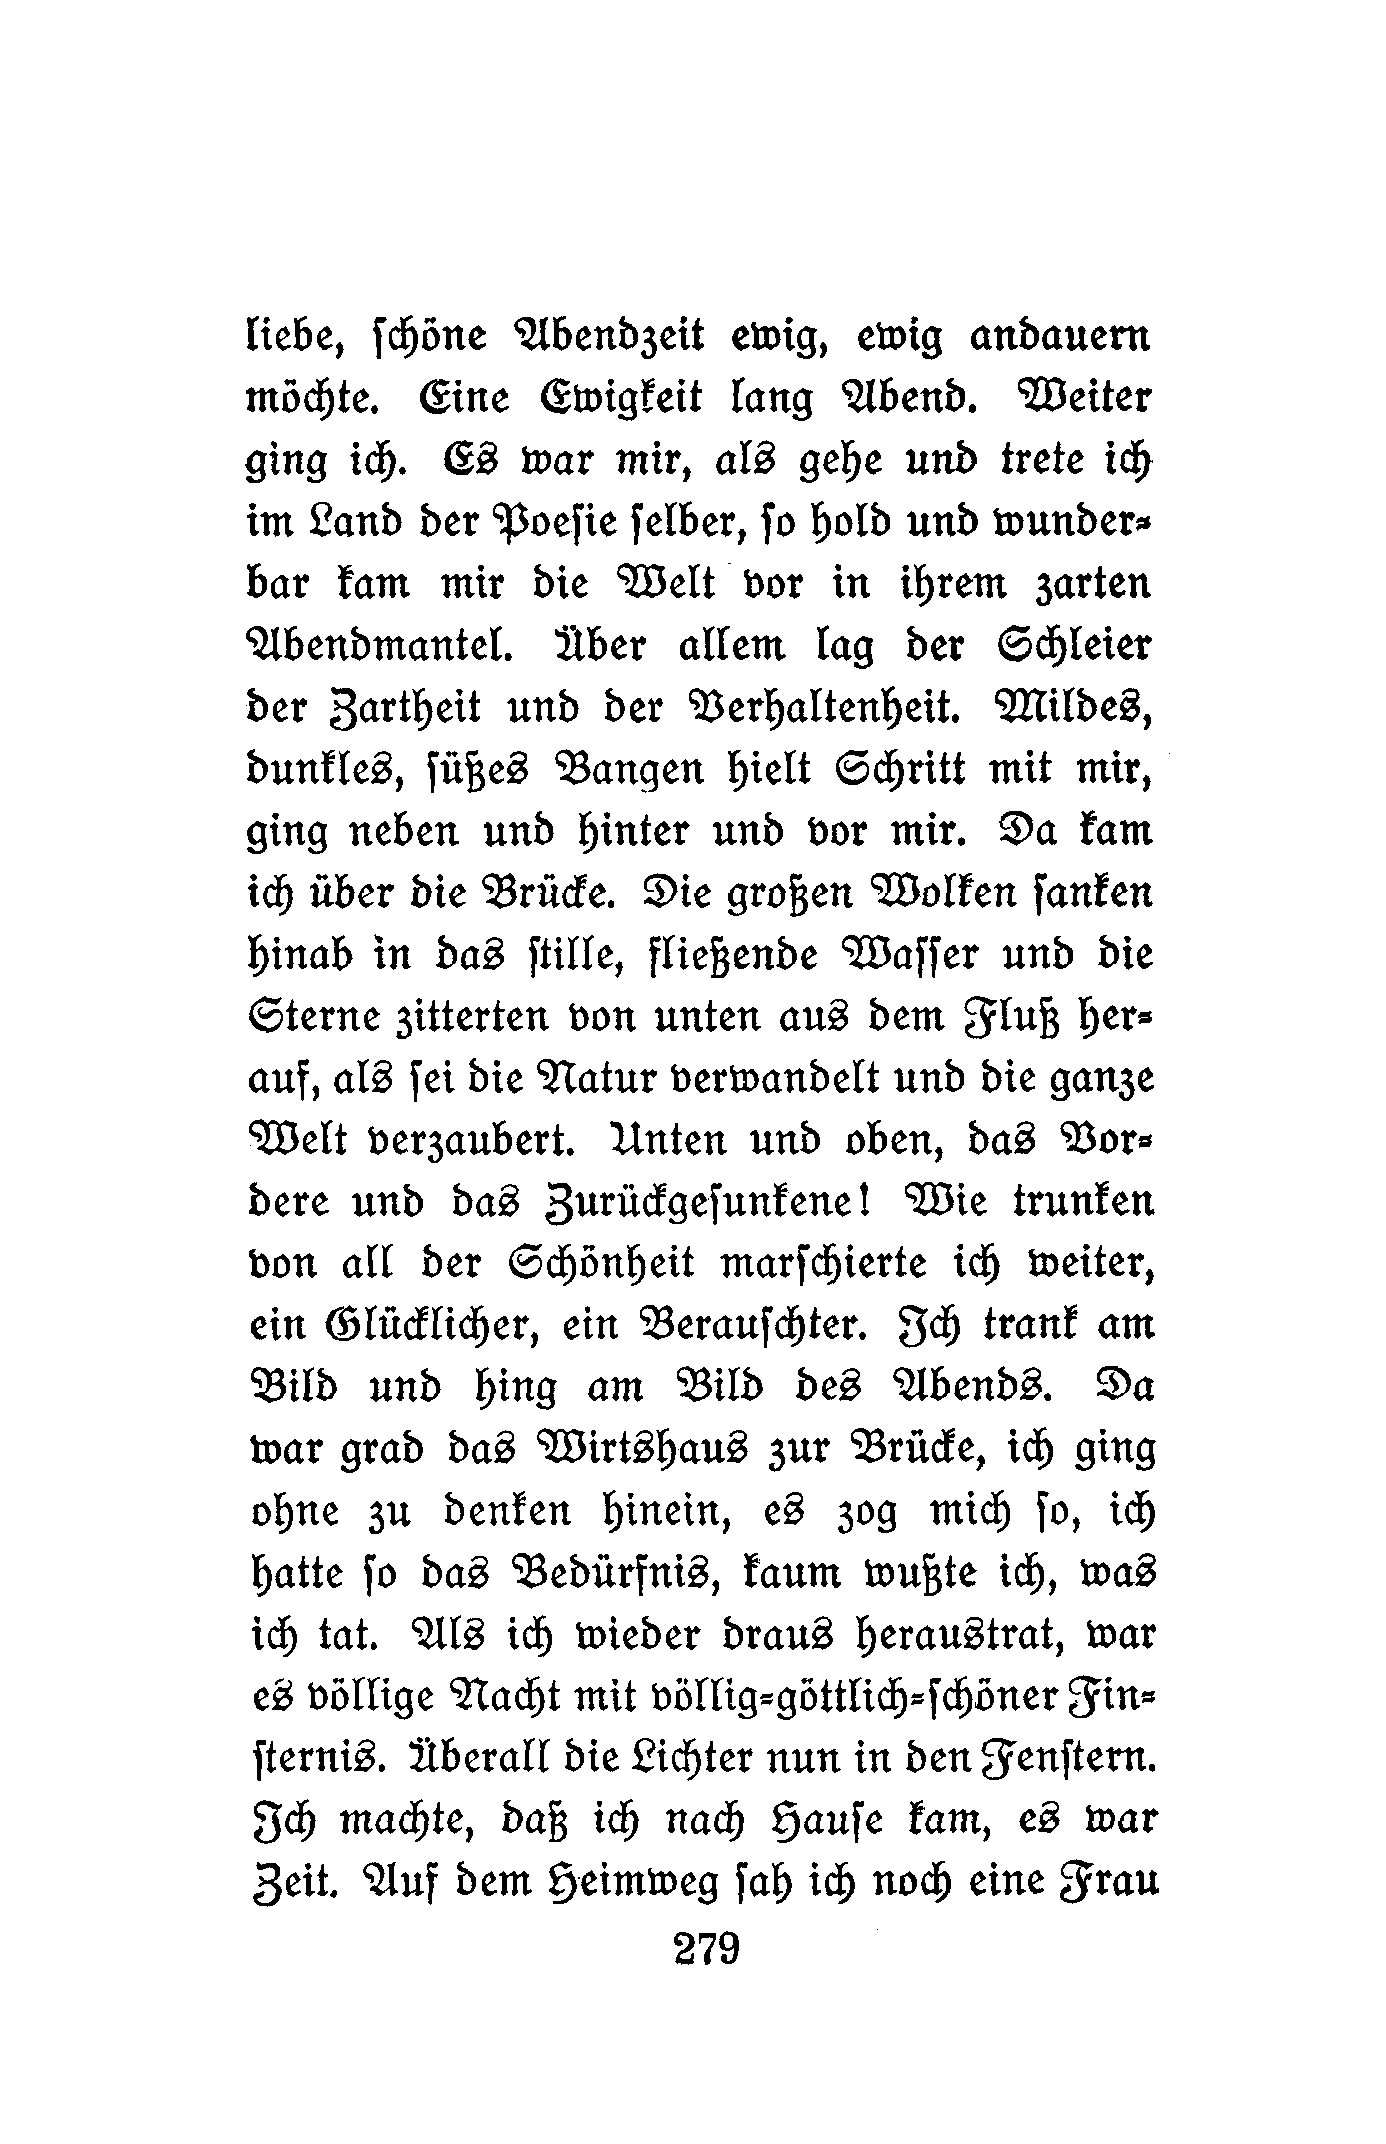 liebe, ſchöne Abendzeit ewig, ewig andauern
möchte. Eine Ewigkeit lang Abend. Weiter
ging ich. Es war mir, als gehe und trete ich
im Land der Poeſie ſelber, ſo hold und wunder⸗
bar kam mir die Welt vor in ihrem zarten
Abendmantel. Über allem lag der Schleier
der Zartheit und der Verhaltenheit. Mildes,
dunkles, ſüßes Bangen hielt Schritt mit mir,
ging neben und hinter und vor mir. Da kam
ich über die Brücke. Die großen Wolken ſanken
hinab in das ſtille, fließende Waſſer und die
Sterne zitterten von unten aus dem Fluß her⸗
auf, als ſei die Natur verwandelt und die ganze
Welt verzaubert. Unten und oben, das Vor⸗
dere und das Zurückgeſunkene! Wie trunken
von all der Schönheit marſchierte ich weiter,
ein Glücklicher, ein Berauſchter. Ich trank am
Bild und hing am Bild des Abends. Da
war grad das Wirtshaus zur Brücke, ich ging
ohne zu denken hinein, es zog mich ſo, ich
hatte ſo das Bedürfnis, kaum wußte ich, was
ich tat. Als ich wieder draus heraustrat, war
es völlige Nacht mit völlig⸗göttlich⸗ſchöner Fin⸗
ſternis. Überall die Lichter nun in den Fenſtern.
Ich machte, daß ich nach Hauſe kam, es war
Zeit. Auf dem Heimweg ſah ich noch eine Frau
279